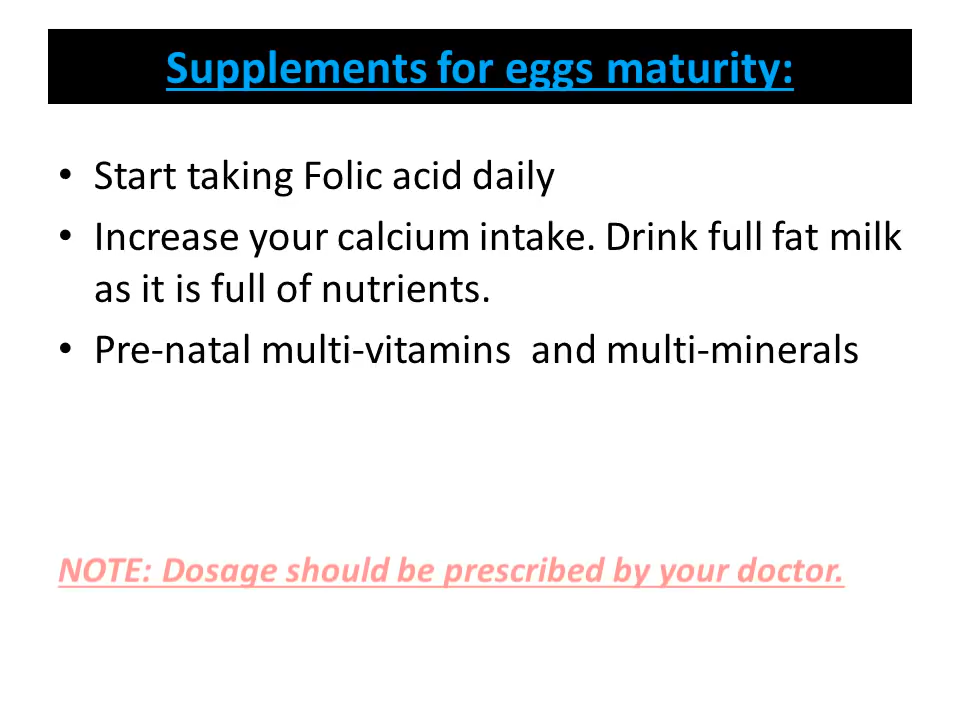 Supplements for eggs maturity:
• Start taking Folic acid daily
• Increase your calcium intake. Drink full fat milk
as it is full of nutrients.
• Pre-natal multi-vitamins  and multi-minerals
NOTE: Dosage should be prescribed by your doctor.